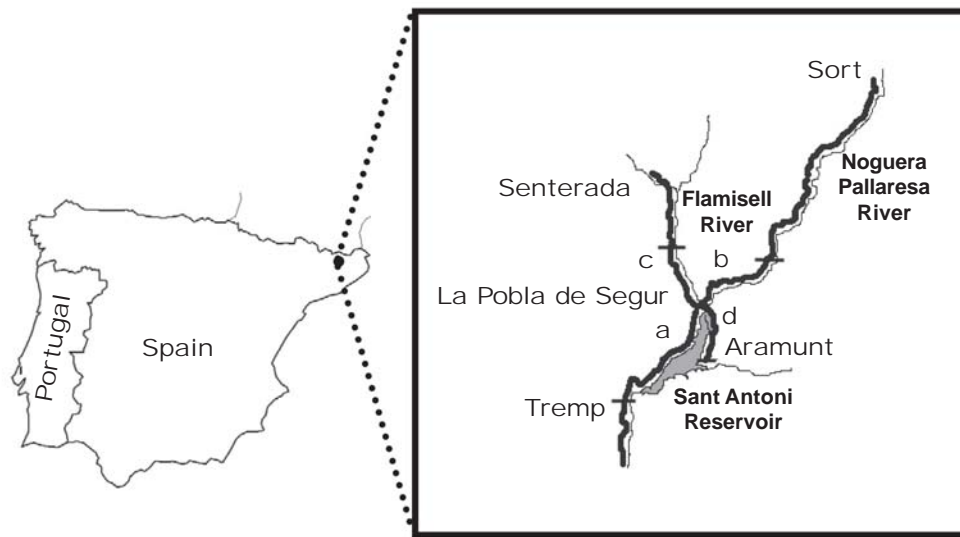 Sort
Noguera
Pallaresa
River
Senterada
Flamisell
River
c
b
La Pobla de Segur
a
d
Aramunt
Tremp
Sant Antoni
Reservoir
Portugal
Spain